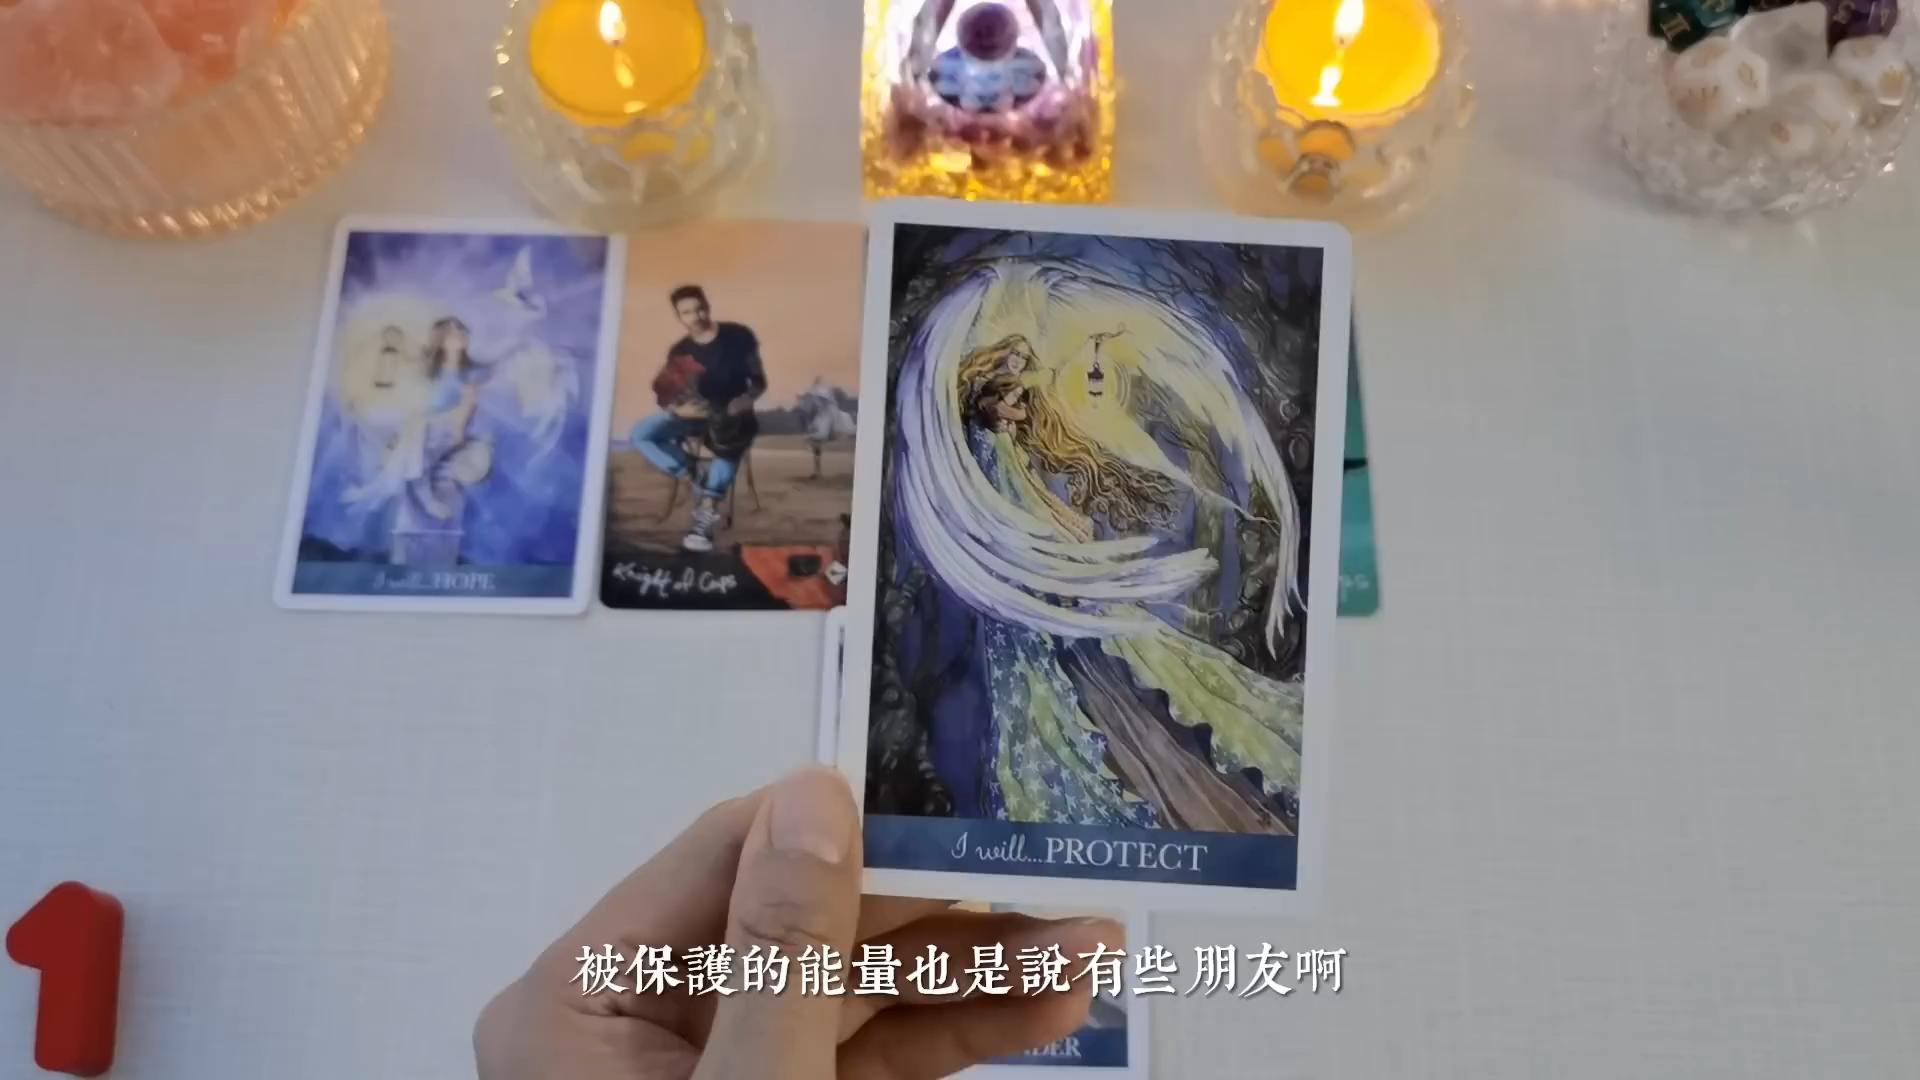 I will...HOPE
Knight of Cups
I will...PROTECT
1
被保護的能量也是說有些朋友啊